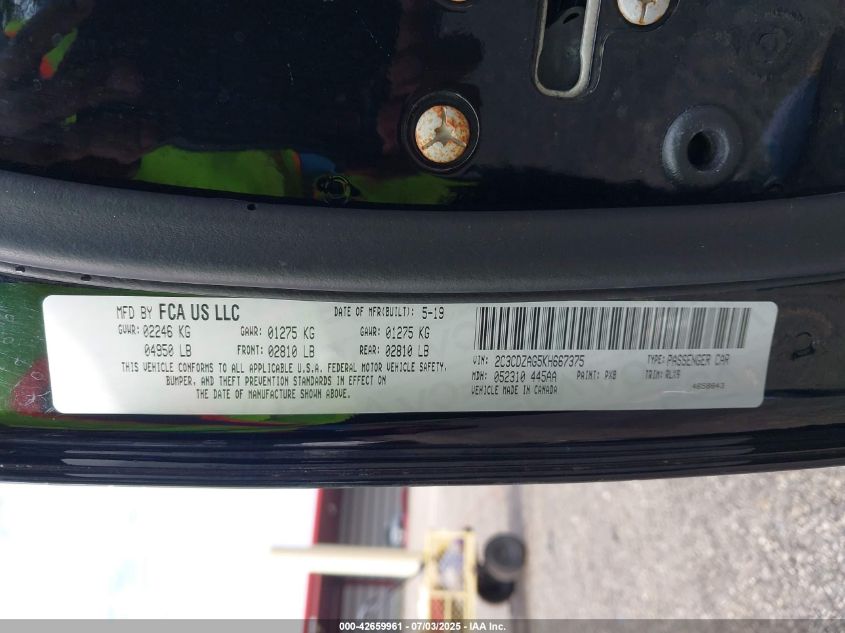 MFD BY FCA US LLC DATE OF MFR(BUILT): 5-19
GVWR: 02246 KG GAWR: 01275 KG GAWR: 01275 KG
04950 LB FRONT: 02810 LB REAR: 02810 LB
THIS VEHICLE CONFORMS TO ALL APPLICABLE U.S.A. FEDERAL MOTOR VEHICLE SAFETY,
BUMPER, AND THEFT PREVENTION STANDARDS IN EFFECT ON
THE DATE OF MANUFACTURE SHOWN ABOVE.
VIN: 2C3CDZAG5KH667375 TYPE: PASSENGER CAR
MDH: 052310 445AA PAINT: PX8 TRIM: RLX9
VEHICLE MADE IN CANADA
000-42659961 - 07/03/2025 - IAA Inc.